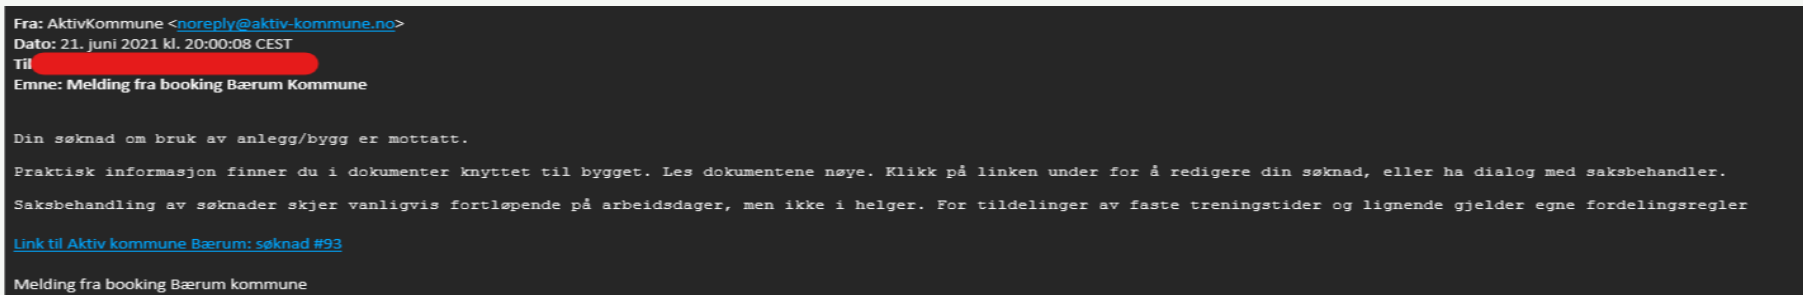 Fra: AktivKommune <noreply@aktiv-kommune.no>
Dato: 21. juni 2021 kl. 20:00:08 CEST
Til
Emne: Melding fra booking Bærum Kommune
Din søknad om bruk av anlegg/bygg er mottatt.
Praktisk informasjon finner du i dokumenter knyttet til bygget. Les dokumentene nøye. Klikk på linken under for å redigere din søknad, eller ha dialog med saksbehandler.
Saksbehandling av søknader skjer vanligvis fortløpende på arbeidsdager, men ikke i helger. For tildelinger av faste treningstider og lignende gjelder egne fordelingsregler
Link til Aktiv kommune Bærum: søknad #93
Melding fra booking Bærum kommune